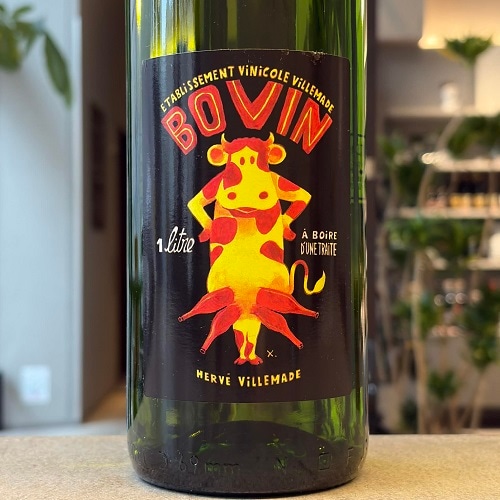 ETABLISSEMENT ViNiCOLE ViLLEMADE
BOVIN
1 litre
À BOiRE
D'UNE TRAiTE
x.
HERVÉ ViLLEMADE